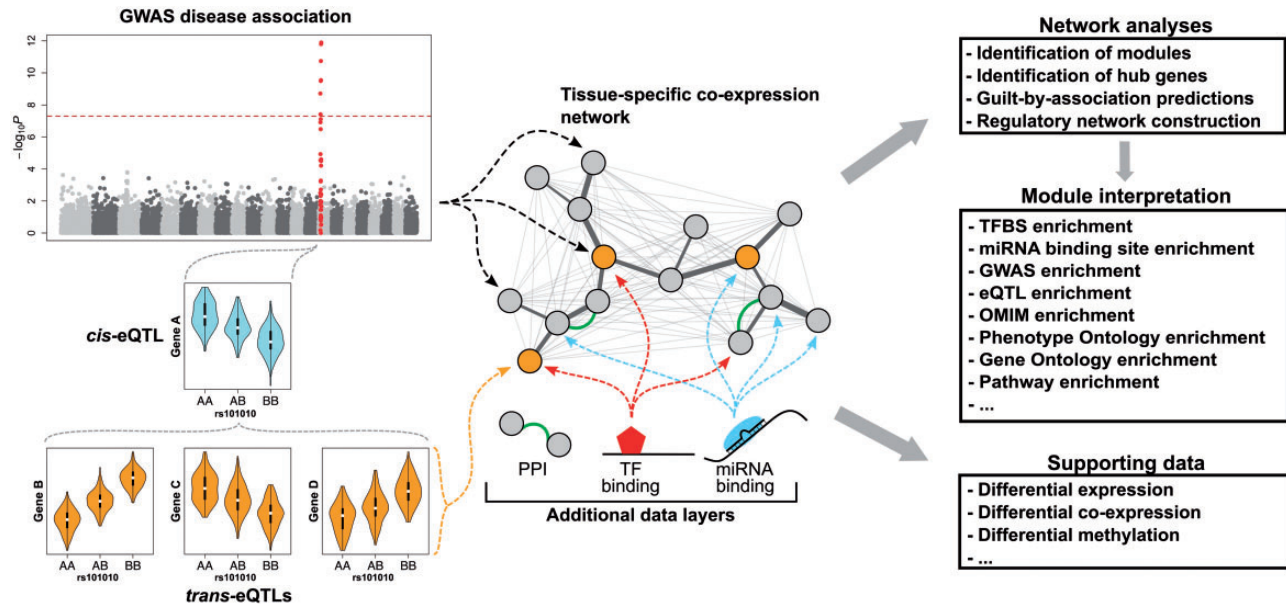 GWAS disease association
12
10
8
6
4
2
0
−log10P
cis-eQTL
Gene A
AA AB BB
rs101010
Gene B
AA AB BB
rs101010
Gene C
AA AB BB
rs101010
Gene D
AA AB BB
rs101010
trans-eQTLs
Tissue-specific co-expression
network
PPI
TF
binding
miRNA
binding
Additional data layers
Network analyses
- Identification of modules
- Identification of hub genes
- Guilt-by-association predictions
- Regulatory network construction
Module interpretation
- TFBS enrichment
- miRNA binding site enrichment
- GWAS enrichment
- eQTL enrichment
- OMIM enrichment
- Phenotype Ontology enrichment
- Gene Ontology enrichment
- Pathway enrichment
- ...
Supporting data
- Differential expression
- Differential co-expression
- Differential methylation
- ...